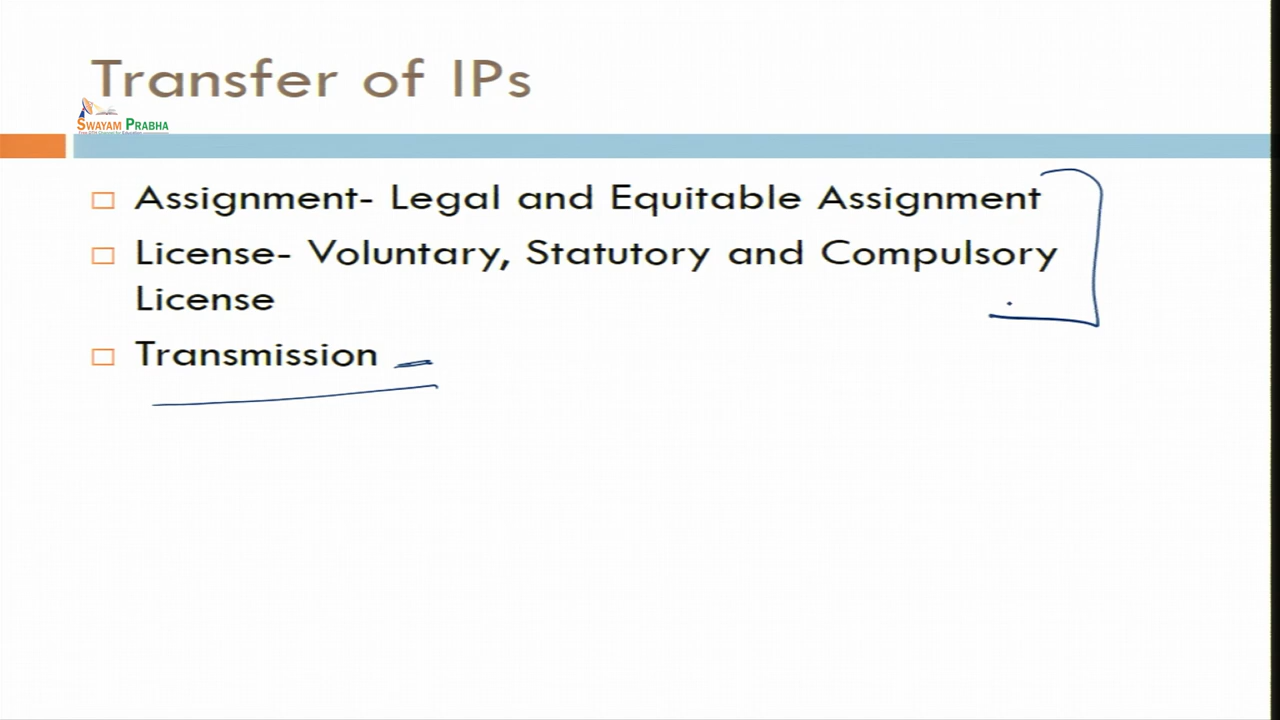 Transfer of IPs
SWAYAM PRABHA
Assignment- Legal and Equitable Assignment
License- Voluntary, Statutory and Compulsory
License
Transmission